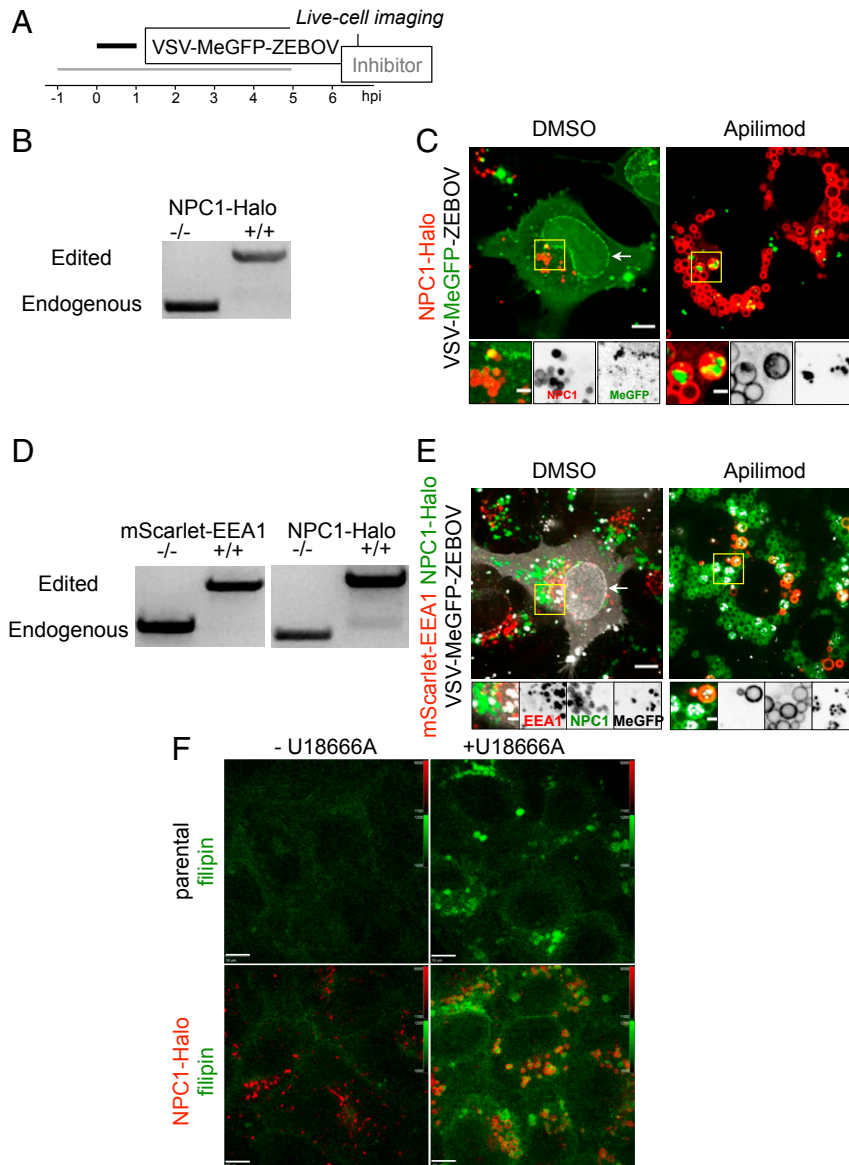 A
Live-cell imaging
VSV-MeGFP-ZEBOV
Inhibitor
-1 0 1 2 3 4 5 6 hpi
B
NPC1-Halo
-/- +/+
Edited
Endogenous
C
DMSO Apilimod
NPC1-Halo
VSV-MeGFP-ZEBOV
NPC1 MeGFP
D
mScarlet-EEA1 NPC1-Halo
-/- +/+ -/- +/+
Edited
Endogenous
E
DMSO Apilimod
mScarlet-EEA1 NPC1-Halo
VSV-MeGFP-ZEBOV
EEA1 NPC1 MeGFP
F
- U18666A +U18666A
parental
filipin
NPC1-Halo
filipin